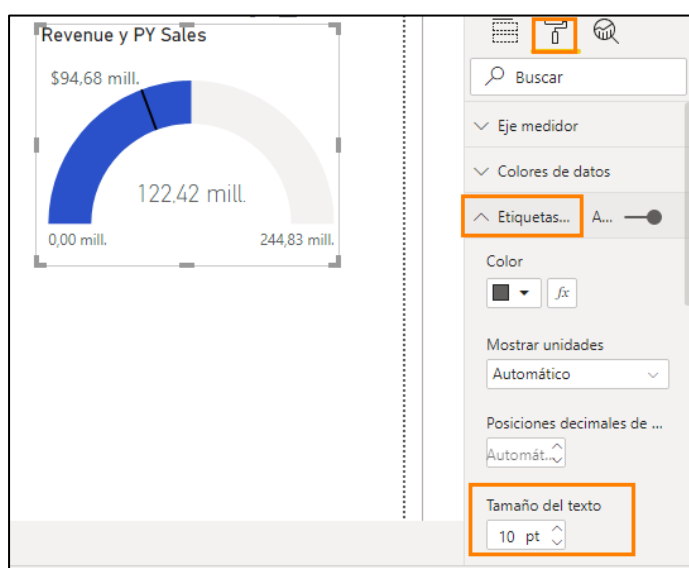 Revenue y PY Sales
$94,68 mill.
122,42 mill.
0,00 mill.
244,83 mill.
Buscar
Eje medidor
Colores de datos
Etiquetas... A...
Color
fx
Mostrar unidades
Automático
Posiciones decimales de ...
Automát...
Tamaño del texto
10 pt